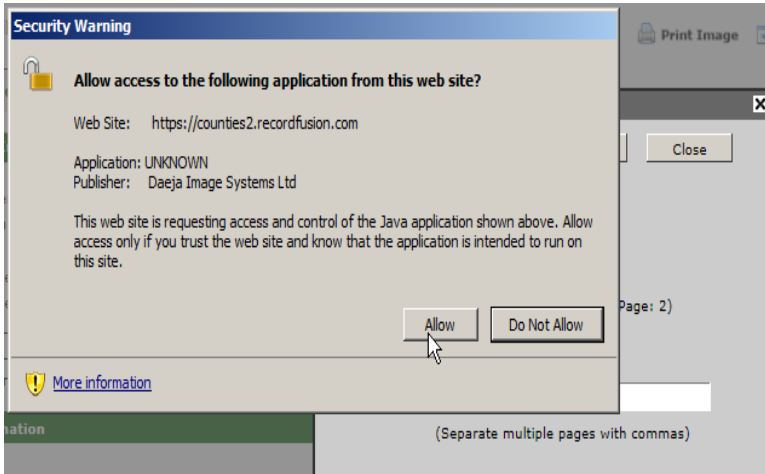 Security Warning
Print Image
Allow access to the following application from this web site?
Web Site: https://counties2.recordfusion.com
X
Close
Application: UNKNOWN
Publisher: Daeja Image Systems Ltd
This web site is requesting access and control of the Java application shown above. Allow
access only if you trust the web site and know that the application is intended to run on
this site.
Page: 2)
Allow
Do Not Allow
More information
ation
(Separate multiple pages with commas)